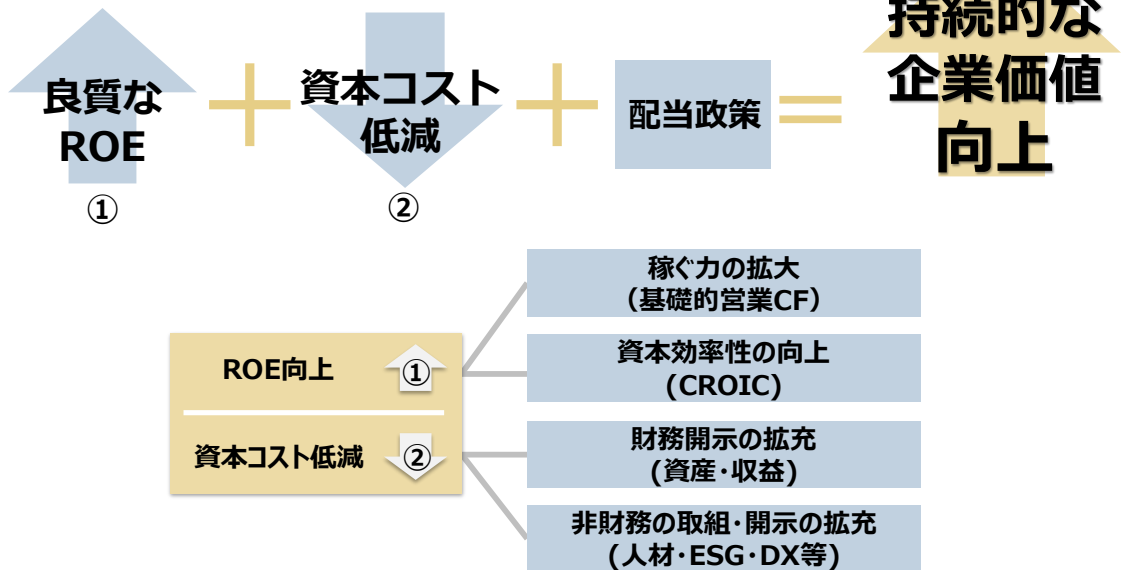 良質な
ROE
①
+
資本コスト
低減
②
+
配当政策
=
持続的な
企業価値
向上
ROE向上
①
資本コスト低減
②
稼ぐ力の拡大
（基礎的営業CF）
資本効率性の向上
(CROIC)
財務開示の拡充
(資産・収益)
非財務の取組・開示の拡充
(人材・ESG・DX等)